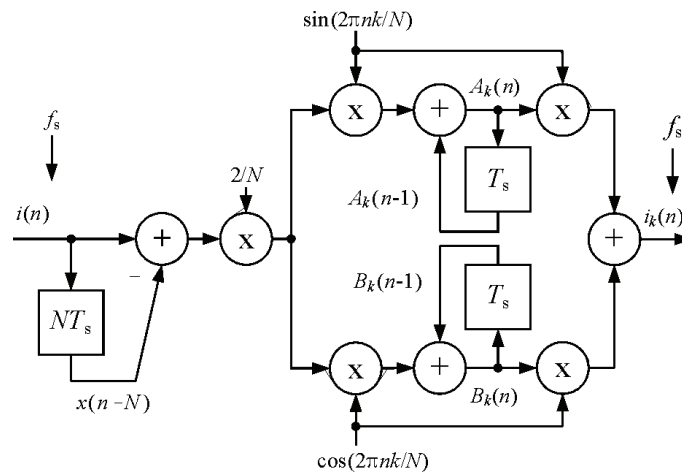 sin(2πnk/N)
A_k(n)
f_s
f_s
x
+
x
2/N
T_s
i(n)
A_k(n-1)
i_k(n)
+
x
+
–
B_k(n-1)
NT_s
T_s
x
+
x
x(n–N)
B_k(n)
cos(2πnk/N)